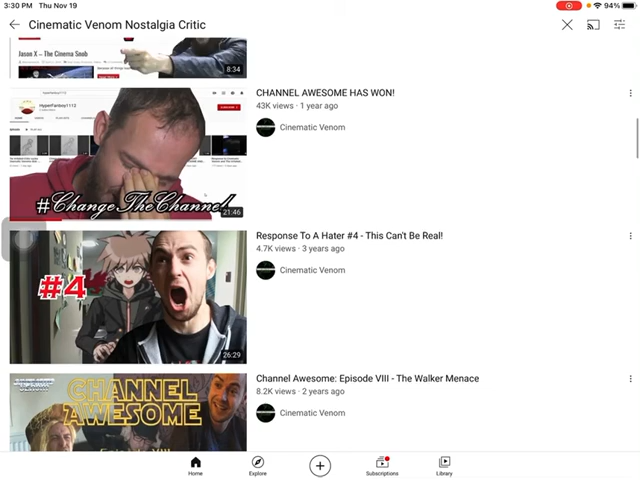 3:30 PM Thu Nov 19
94%
Cinematic Venom Nostalgia Critic
Jason X – The Cinema Snob
8:34
HyperFanboy1112
#ChangeTheChannel
21:46
CHANNEL AWESOME HAS WON!
43K views · 1 year ago
Cinematic Venom
#4
26:29
Response To A Hater #4 - This Can't Be Real!
4.7K views · 3 years ago
Cinematic Venom
CHANNEL
AWESOME
Channel Awesome: Episode VIII - The Walker Menace
8.2K views · 2 years ago
Cinematic Venom
Home
Explore
Subscriptions
Library